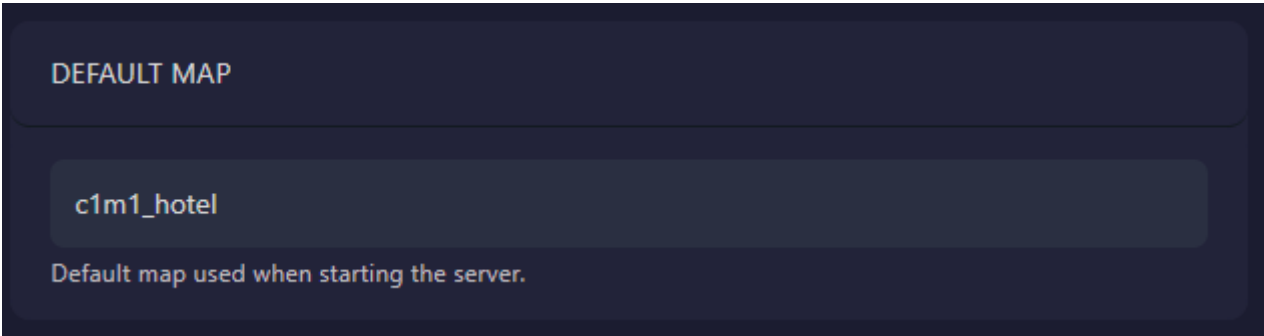 DEFAULT MAP
c1m1_hotel
Default map used when starting the server.